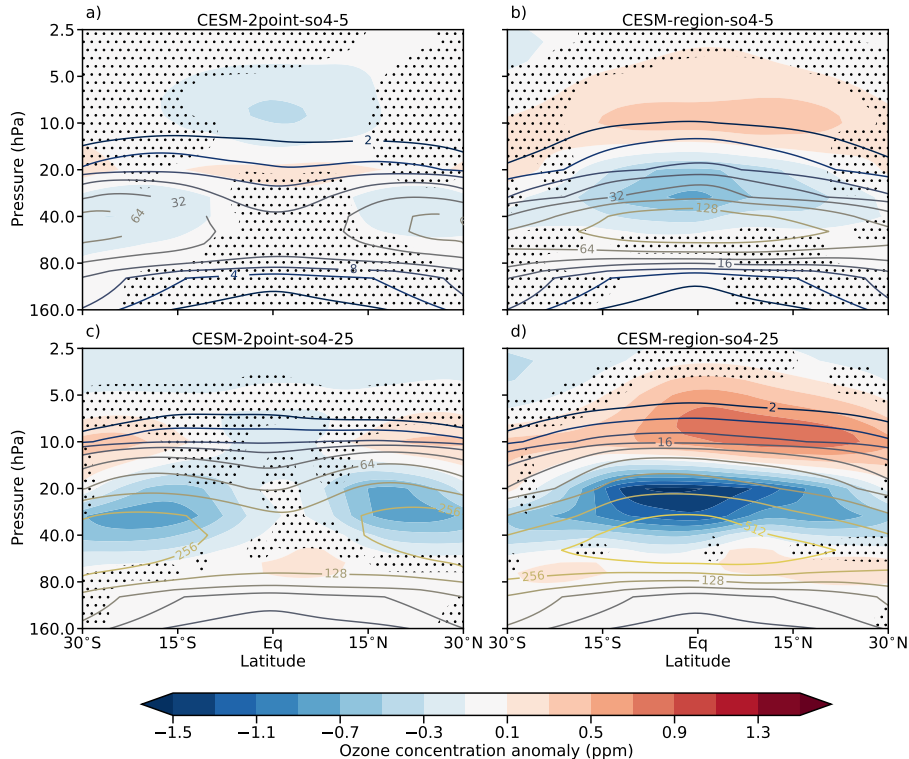 a)
CESM-2point-so4-5
b)
CESM-region-so4-5
2.5
5.0
10.0
20.0
40.0
80.0
160.0
Pressure (hPa)
2
32
64
8
4
32
128
64
16
c)
CESM-2point-so4-25
d)
CESM-region-so4-25
2.5
5.0
10.0
20.0
40.0
80.0
160.0
Pressure (hPa)
64
256
128
2
16
256
128
30°S 15°S Eq 15°N 30°N
Latitude
15°S Eq 15°N 30°N
Latitude
−1.5 −1.1 −0.7 −0.3 0.1 0.5 0.9 1.3
Ozone concentration anomaly (ppm)